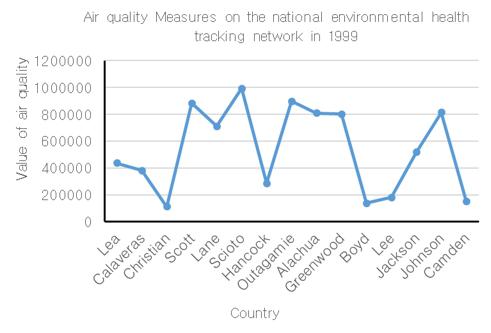 Air quality Measures on the national environmental health
tracking network in 1999
Value of air quality
1200000
1000000
800000
600000
400000
200000
0
Lea
Calaveras
Christian
Scott
Lane
Scioto
Hancock
Outagamie
Alachua
Greenwood
Boyd
Lee
Jackson
Johnson
Camden
Country